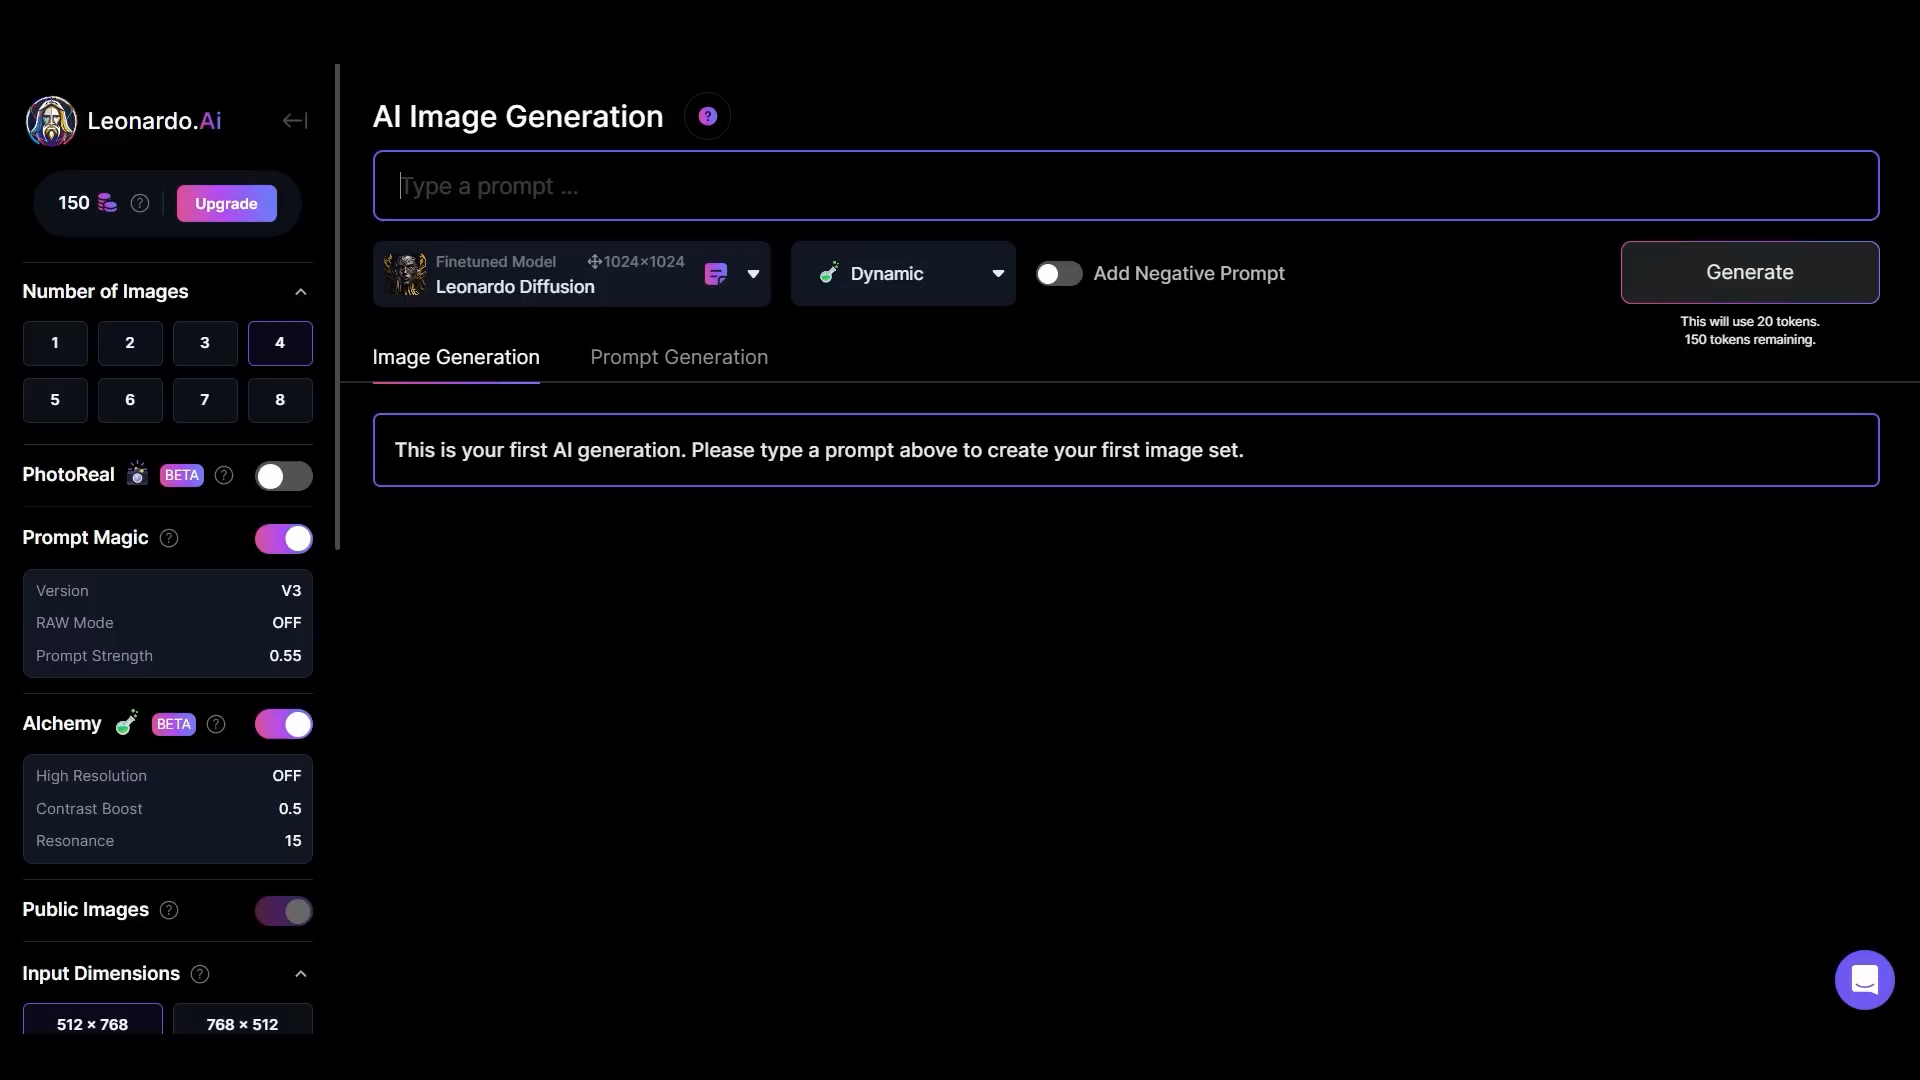 Leonardo.Ai
150
Upgrade
Number of Images
1 2 3 4
5 6 7 8
PhotoReal BETA ?
Prompt Magic ?
Version V3
RAW Mode OFF
Prompt Strength 0.55
Alchemy BETA ?
High Resolution OFF
Contrast Boost 0.5
Resonance 15
Public Images ?
Input Dimensions ?
512 × 768 768 × 512
AI Image Generation ?
Type a prompt ...
Finetuned Model 1024×1024
Leonardo Diffusion
Dynamic
Add Negative Prompt
Generate
This will use 20 tokens.
150 tokens remaining.
Image Generation Prompt Generation
This is your first AI generation. Please type a prompt above to create your first image set.